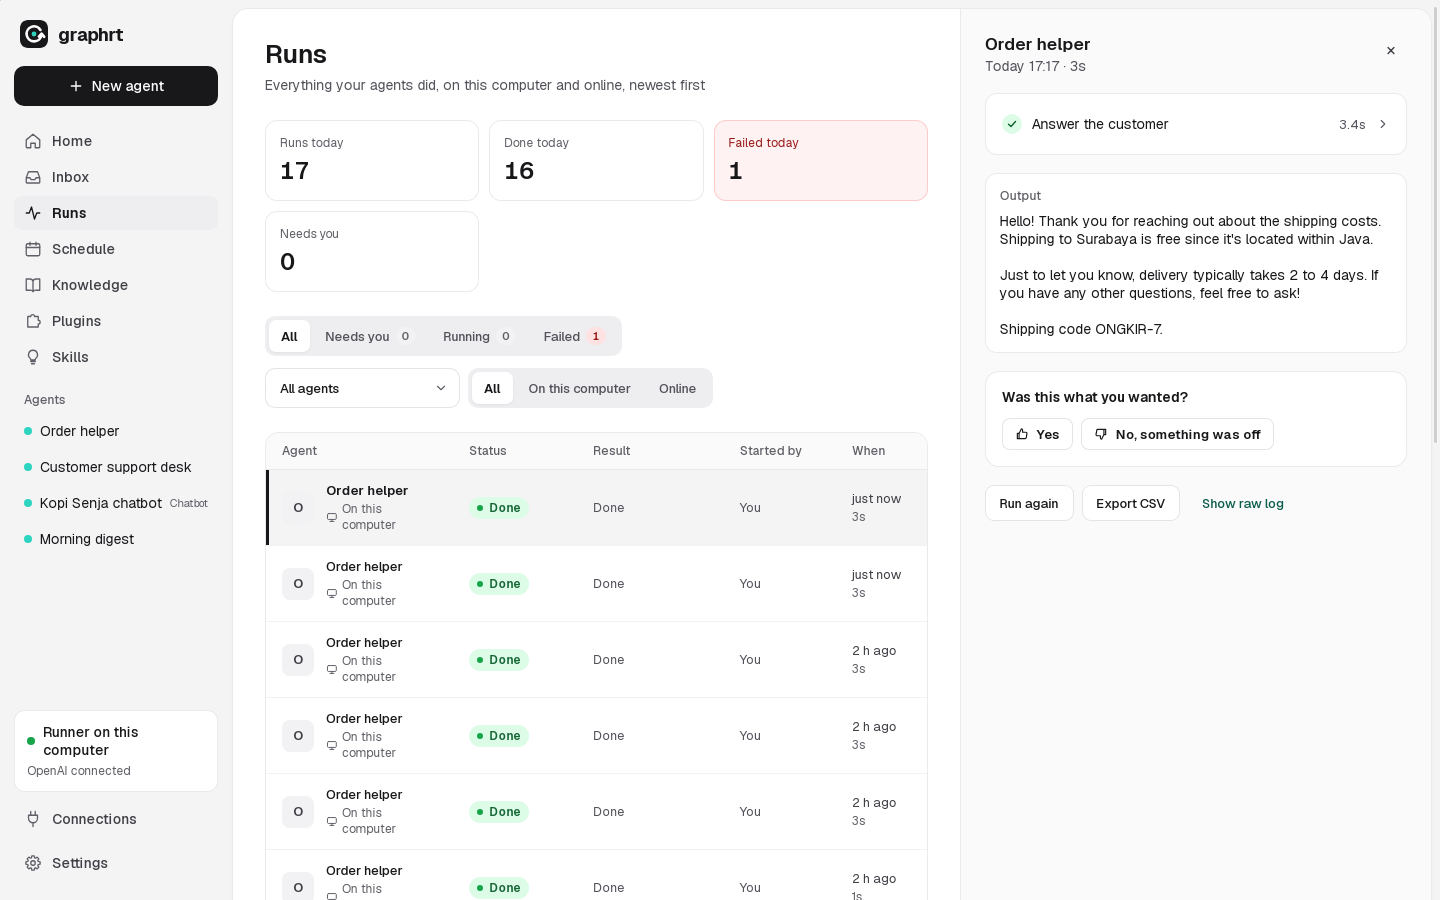 graphrt
New agent
Home
Inbox
Runs
Schedule
Knowledge
Plugins
Skills
Agents
Order helper
Customer support desk
Kopi Senja chatbot Chatbot
Morning digest
Runner on this
computer
OpenAI connected
Connections
Settings
Runs
Everything your agents did, on this computer and online, newest first
Runs today
17
Done today
16
Failed today
1
Needs you
0
All Needs you 0 Running 0 Failed 1
All agents All On this computer Online
Agent Status Result Started by When
O Order helper
On this
computer
Done Done You just now
3s
O Order helper
On this
computer
Done Done You just now
3s
O Order helper
On this
computer
Done Done You 2 h ago
3s
O Order helper
On this
computer
Done Done You 2 h ago
3s
O Order helper
On this
computer
Done Done You 2 h ago
3s
O Order helper
On this
Done Done You 2 h ago
1s
Order helper
Today 17:17 · 3s
Answer the customer 3.4s
Output
Hello! Thank you for reaching out about the shipping costs.
Shipping to Surabaya is free since it's located within Java.
Just to let you know, delivery typically takes 2 to 4 days. If
you have any other questions, feel free to ask!
Shipping code ONGKIR-7.
Was this what you wanted?
Yes No, something was off
Run again Export CSV Show raw log